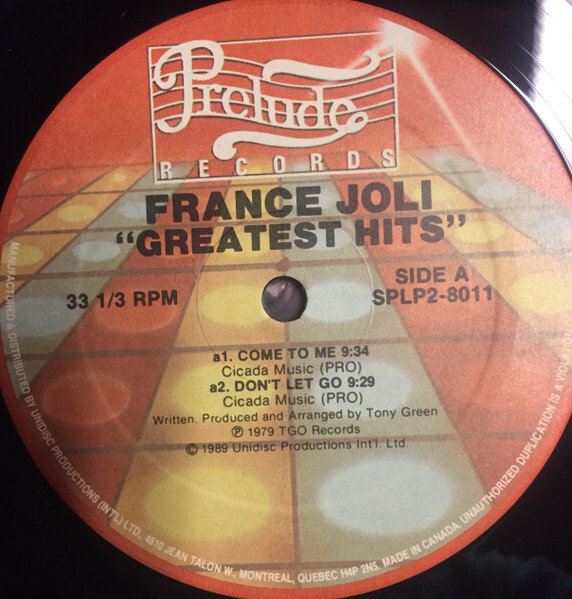 Prelude
RECORDS
FRANCE JOLI
"GREATEST HITS"
33 1/3 RPM
SIDE A
SPLP2-8011
a1. COME TO ME 9:34
Cicada Music (PRO)
a2. DON'T LET GO 9:29
Cicada Music (PRO)
Written, Produced and Arranged by Tony Green
℗ 1979 TGO Records
© 1989 Unidisc Productions Int'l. Ltd.
MANUFACTURED & DISTRIBUTED BY UNIDISC PRODUCTIONS (INT'L) LTD., 4810 JEAN TALON W., MONTREAL, QUEBEC H4P 2N5. MADE IN CANADA. UNAUTHORIZED DUPLICATION IS A